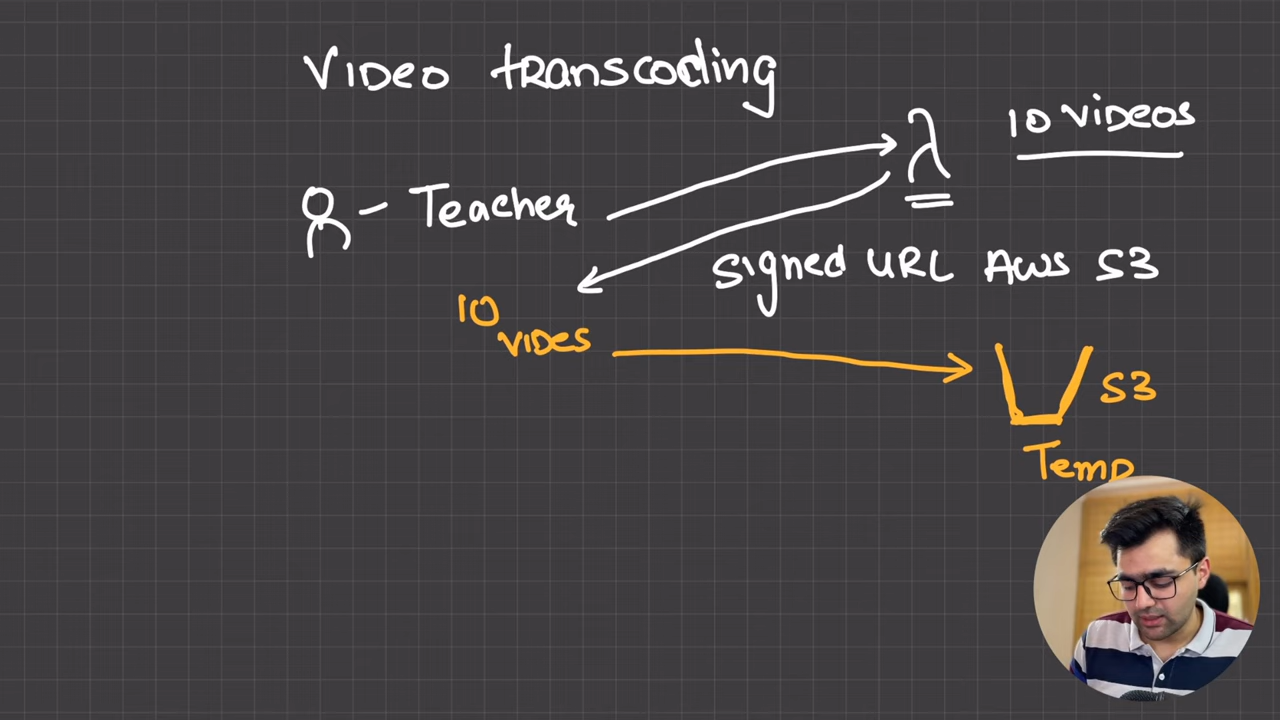 Video transcoding
10 Videos
λ
- Teacher
Signed URL AWS S3
10
Vides
S3
Temp